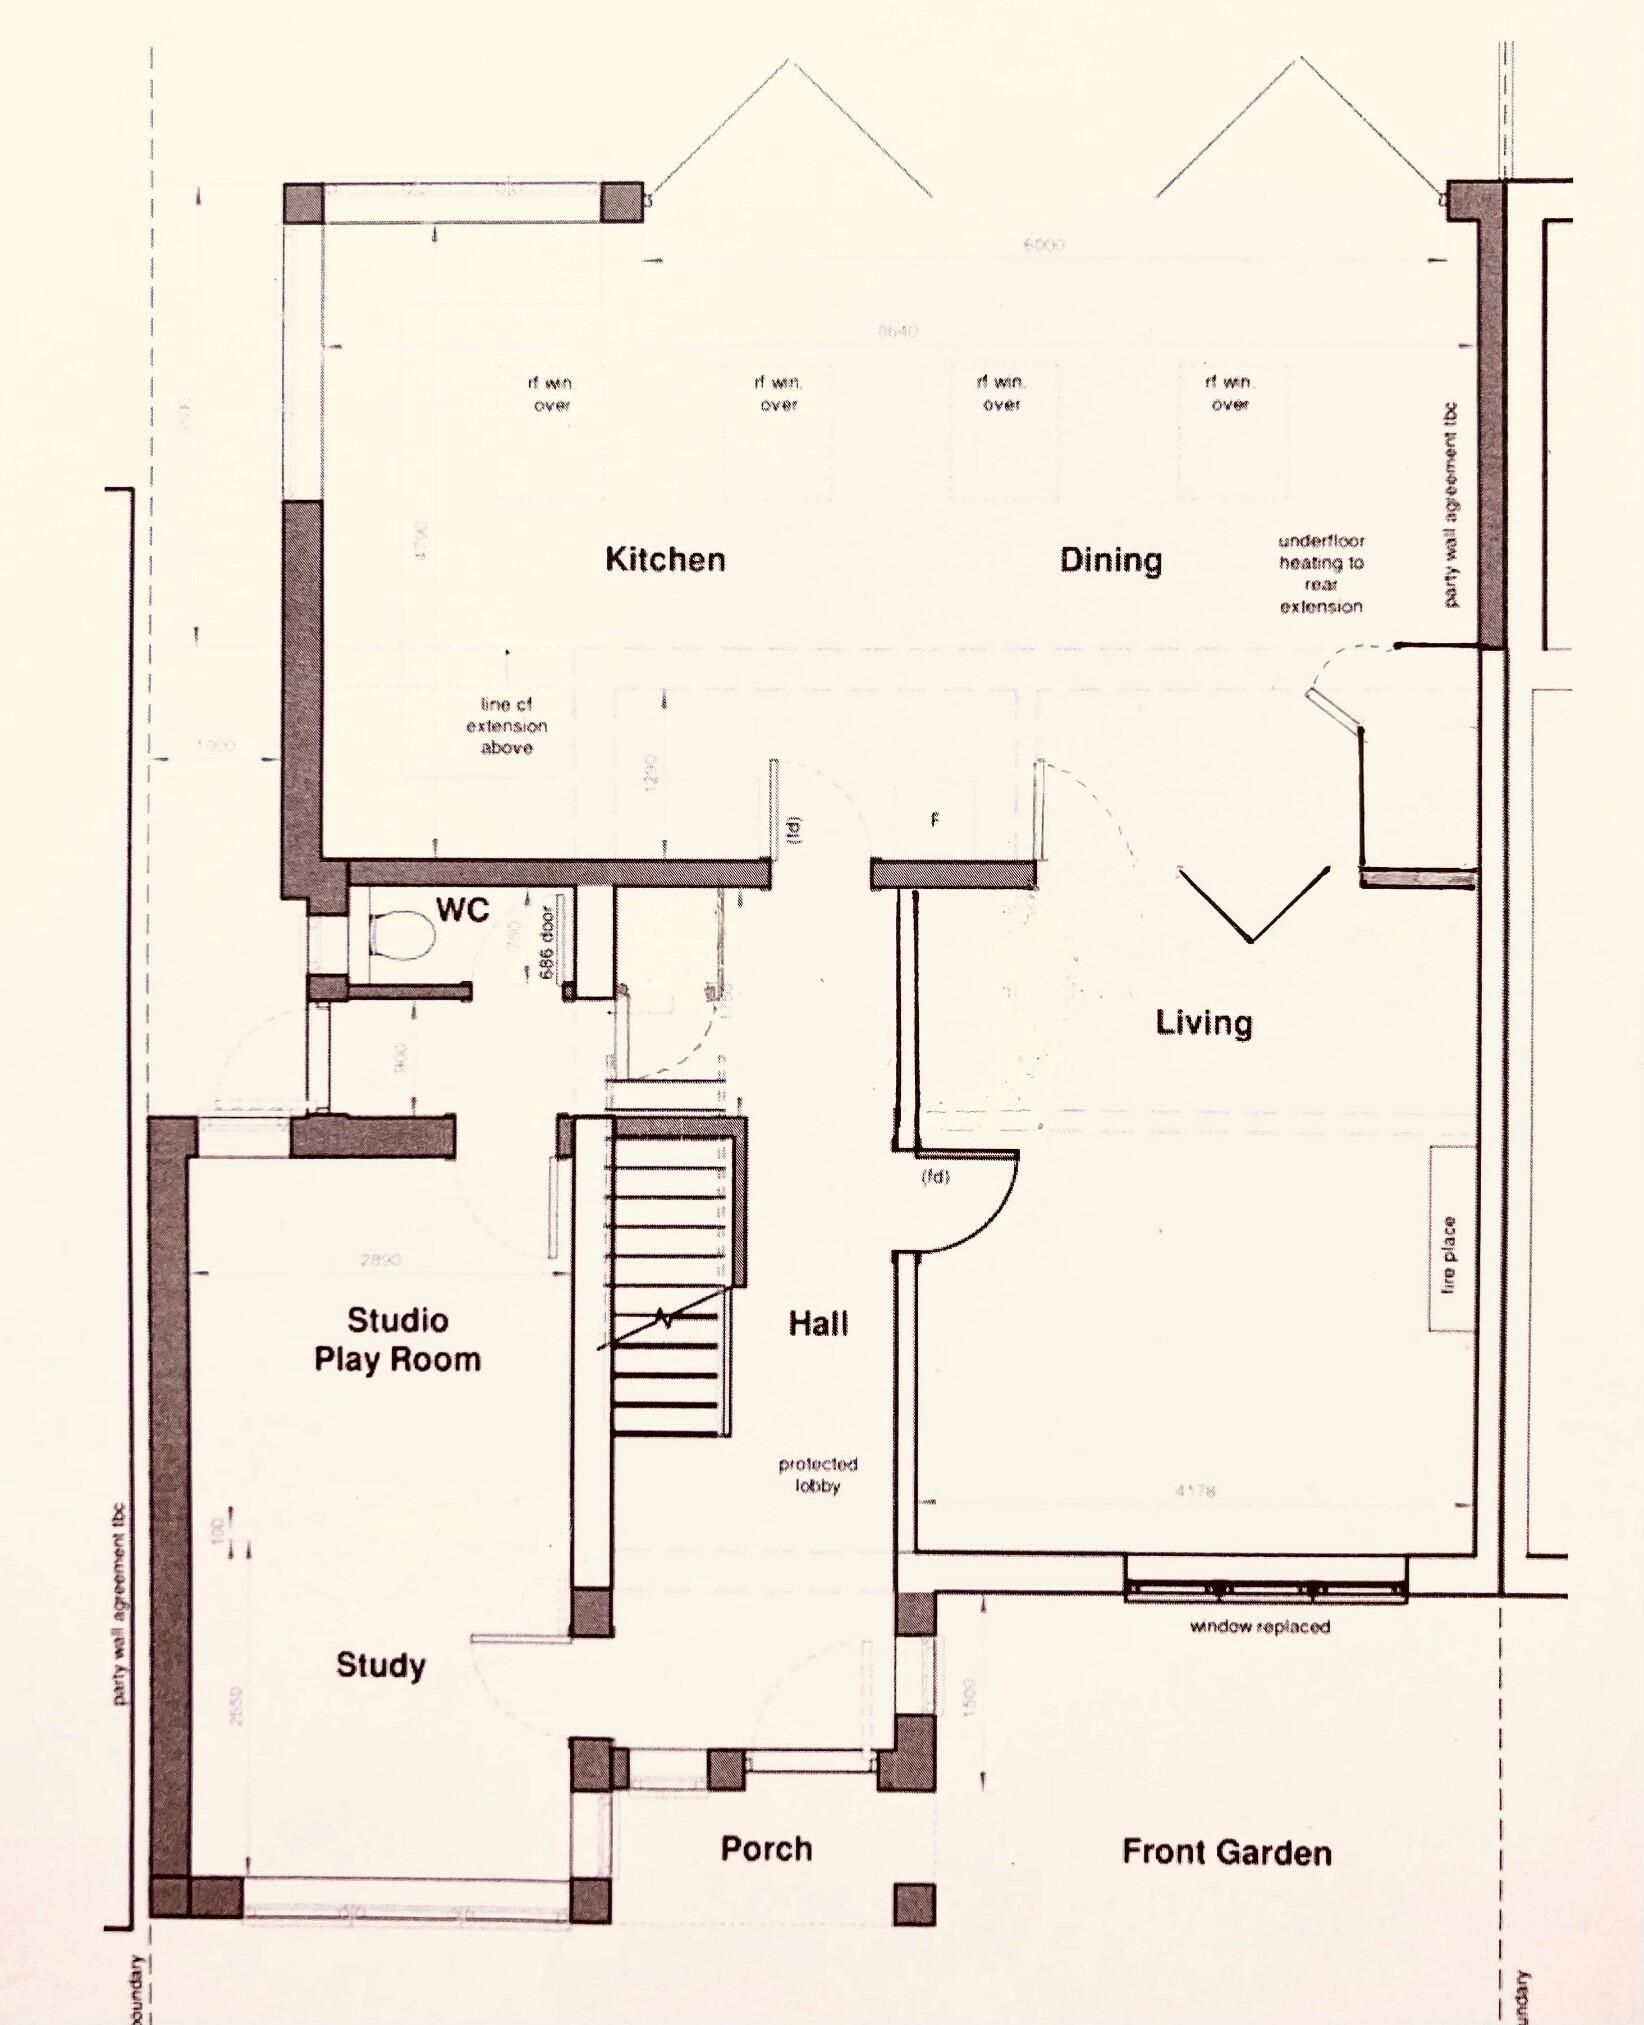 6000
8640
rf win.
over
rf win.
over
rf win.
over
rf win.
over
party wall agreement tbc
4790
Kitchen
Dining
underfloor
heating to
rear
extension
line of
extension
above
1000
1290
(fd)
F
WC
750
686 door
900
Living
(fd)
2890
Studio
Play Room
Hall
fire place
protected
lobby
4178
100
party wall agreement tbc
window replaced
Study
2550
1500
Porch
Front Garden
boundary
undary